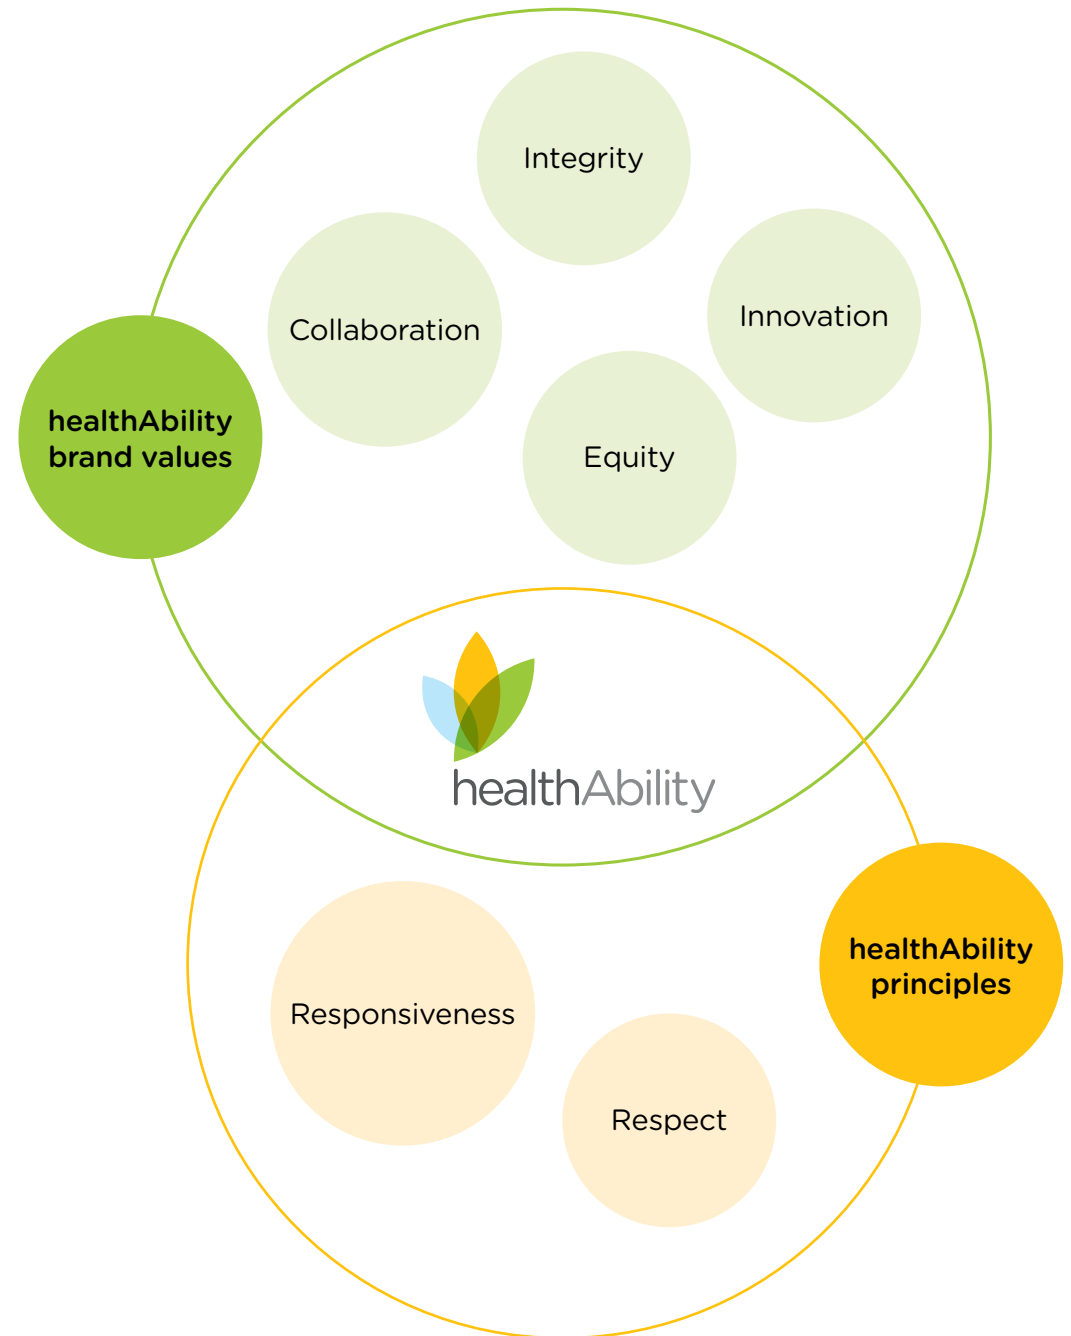 Integrity
Collaboration
Innovation
healthAbility
brand values
Equity
healthAbility
healthAbility
principles
Responsiveness
Respect